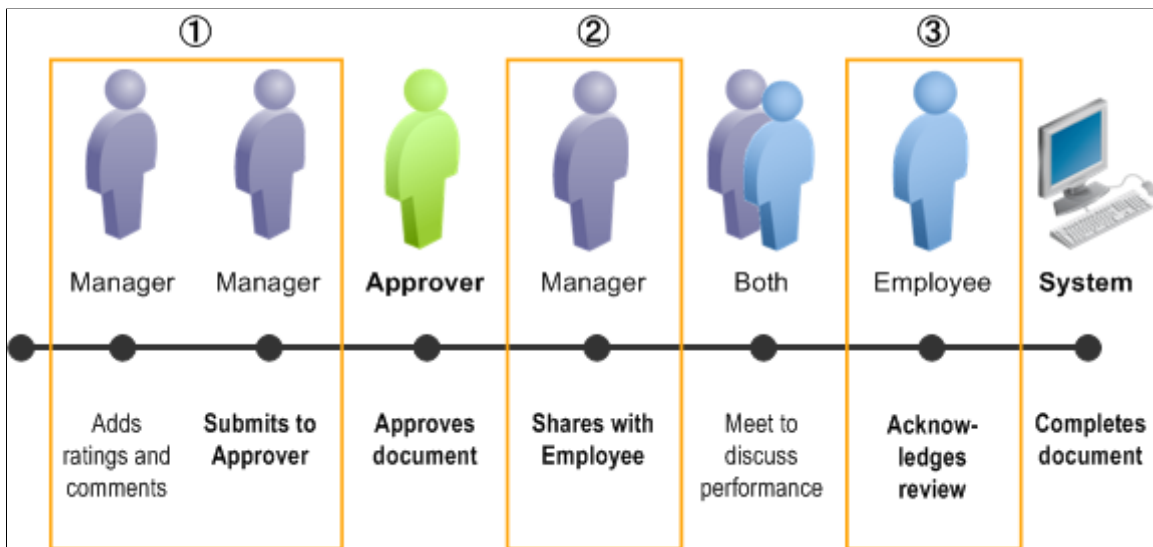 ① ② ③
Manager Manager Approver Manager Both Employee System
Adds
ratings and
comments
Submits to
Approver
Approves
document
Shares with
Employee
Meet to
discuss
performance
Acknow-
ledges
review
Completes
document